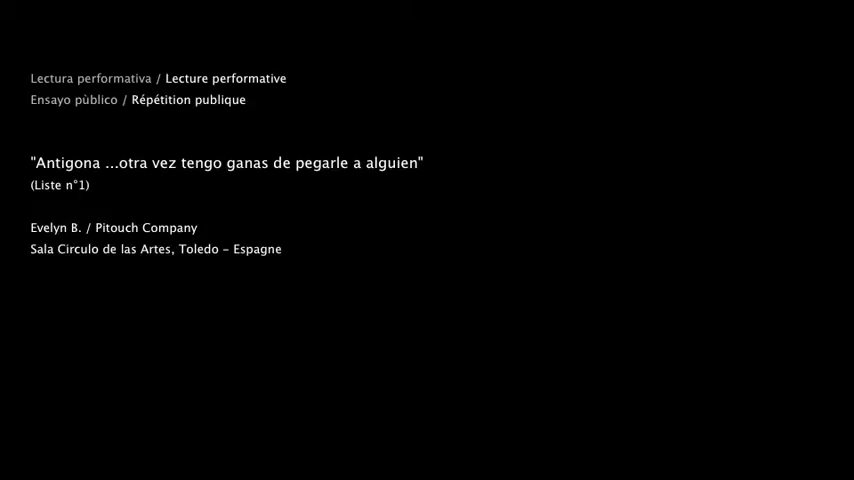 Lectura performativa / Lecture performative
Ensayo pùblico / Répétition publique
"Antigona ...otra vez tengo ganas de pegarle a alguien"
(Liste n°1)
Evelyn B. / Pitouch Company
Sala Circulo de las Artes, Toledo - Espagne